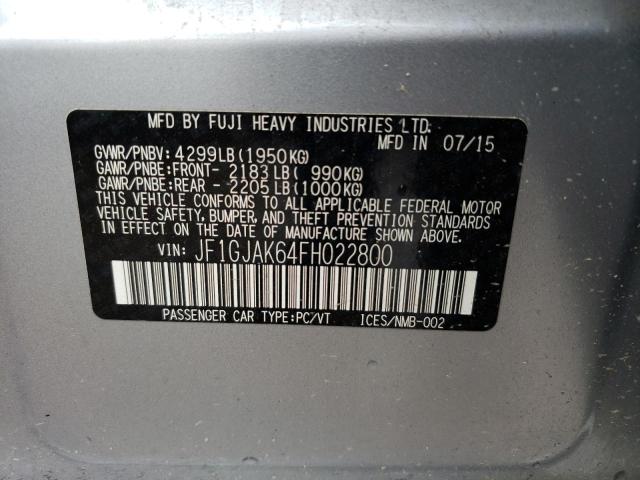 MFD BY FUJI HEAVY INDUSTRIES LTD.
MFD IN 07/15
GVWR/PNBV: 4299LB(1950KG)
GAWR/PNBE:FRONT- 2183LB( 990KG)
GAWR/PNBE:REAR - 2205LB(1000KG)
THIS VEHICLE CONFORMS TO ALL APPLICABLE FEDERAL MOTOR
VEHICLE SAFETY, BUMPER, AND THEFT PREVENTION STANDARDS
IN EFFECT ON THE DATE OF MANUFACTURE SHOWN ABOVE.
VIN: JF1GJAK64FH022800
PASSENGER CAR TYPE:PC/VT ICES/NMB-002